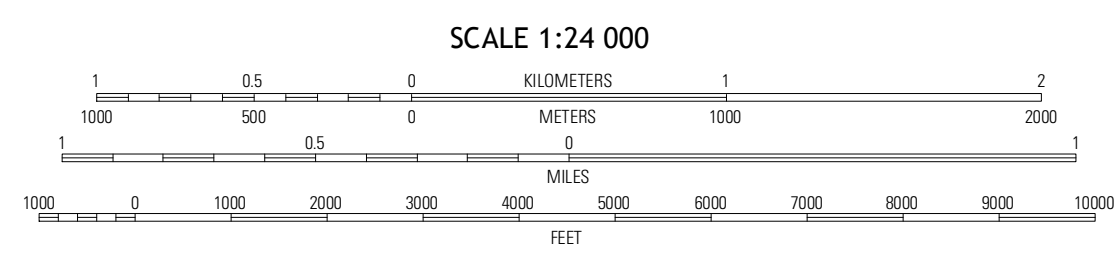 SCALE 1:24 000
1 0.5 0 KILOMETERS 1 2
1000 500 0 METERS 1000 2000
1 0.5 0 1
MILES
1000 0 1000 2000 3000 4000 5000 6000 7000 8000 9000 10000
FEET